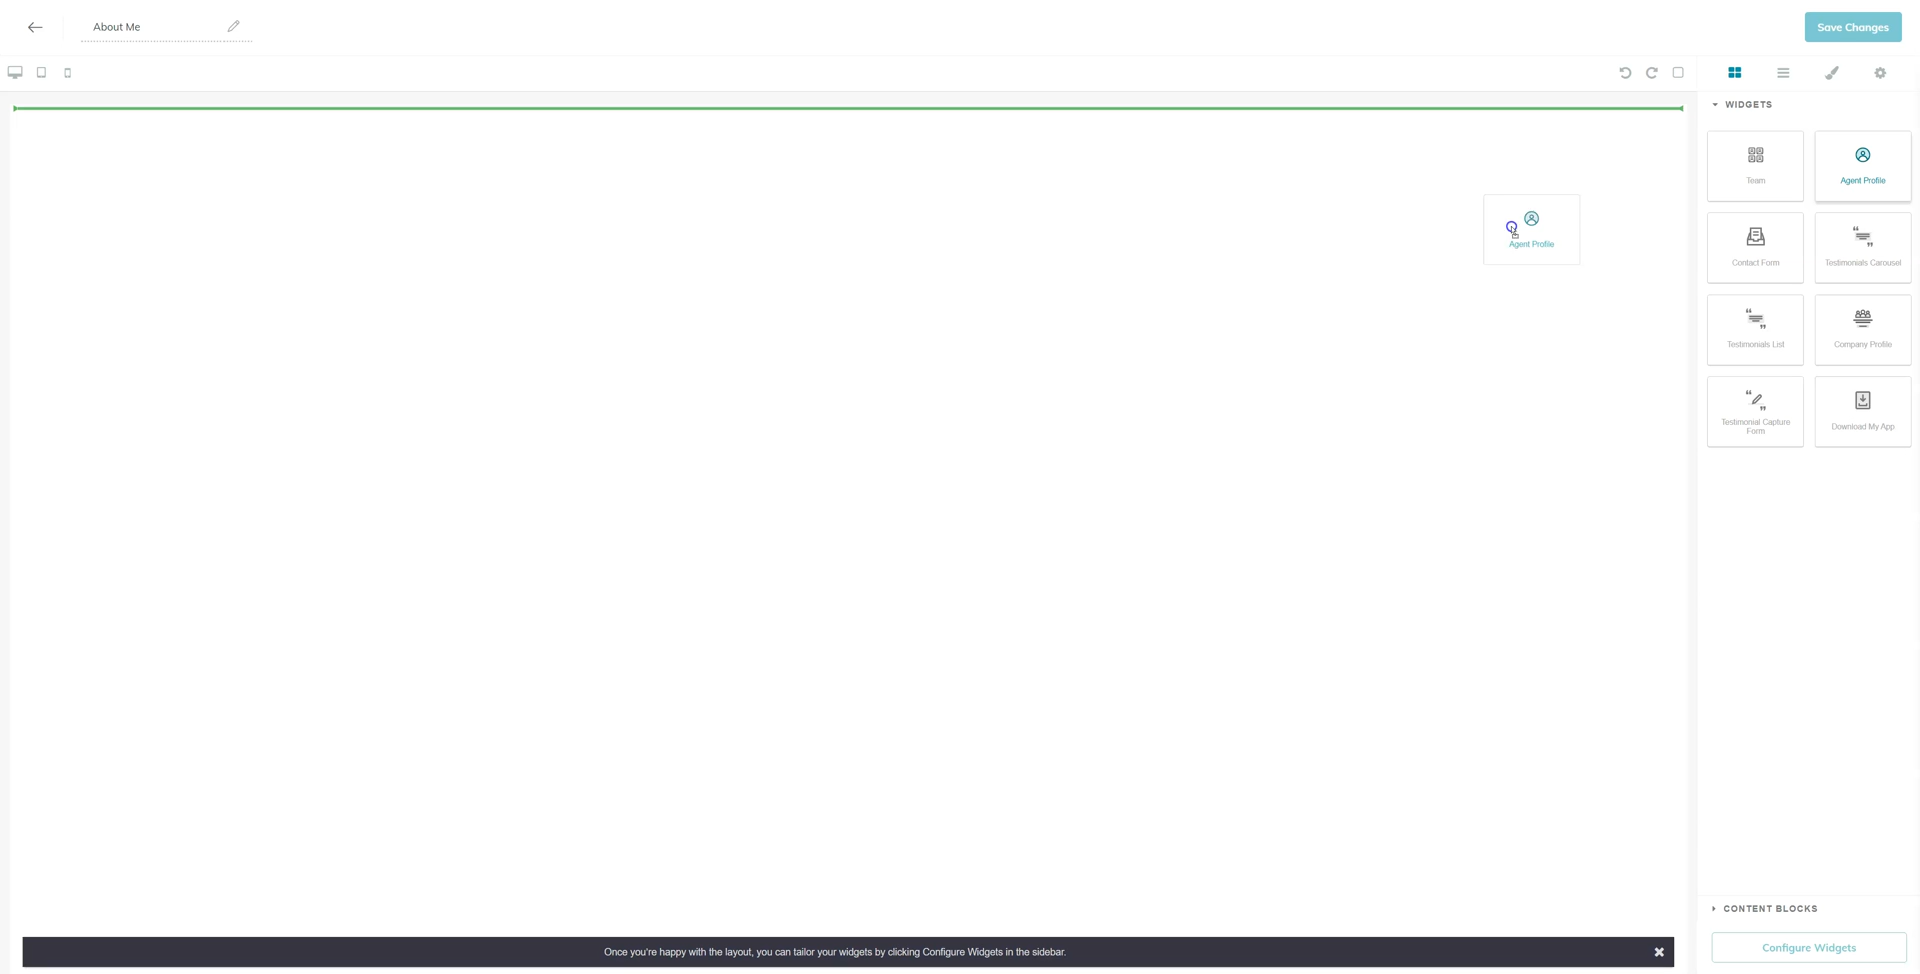 About Me
Save Changes
WIDGETS
Team
Agent Profile
Agent Profile
Contact Form
Testimonials Carousel
Testimonials List
Company Profile
Testimonial Capture
Form
Download My App
CONTENT BLOCKS
Once you're happy with the layout, you can tailor your widgets by clicking Configure Widgets in the sidebar.
Configure Widgets